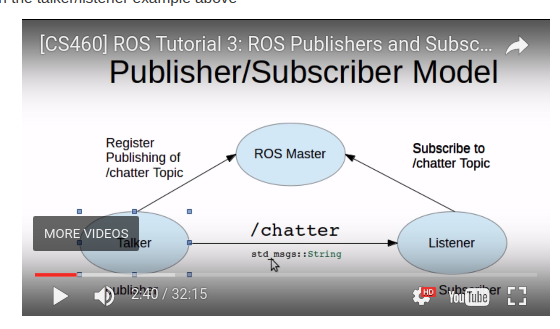 the talker/listener example above
[CS460] ROS Tutorial 3: ROS Publishers and Subsc...
Publisher/Subscriber Model
Register
Publishing of
/chatter Topic
ROS Master
Subscribe to
/chatter Topic
MORE VIDEOS
Talker
/chatter
std_msgs::String
Listener
2:40 / 32:15
HD
YouTube